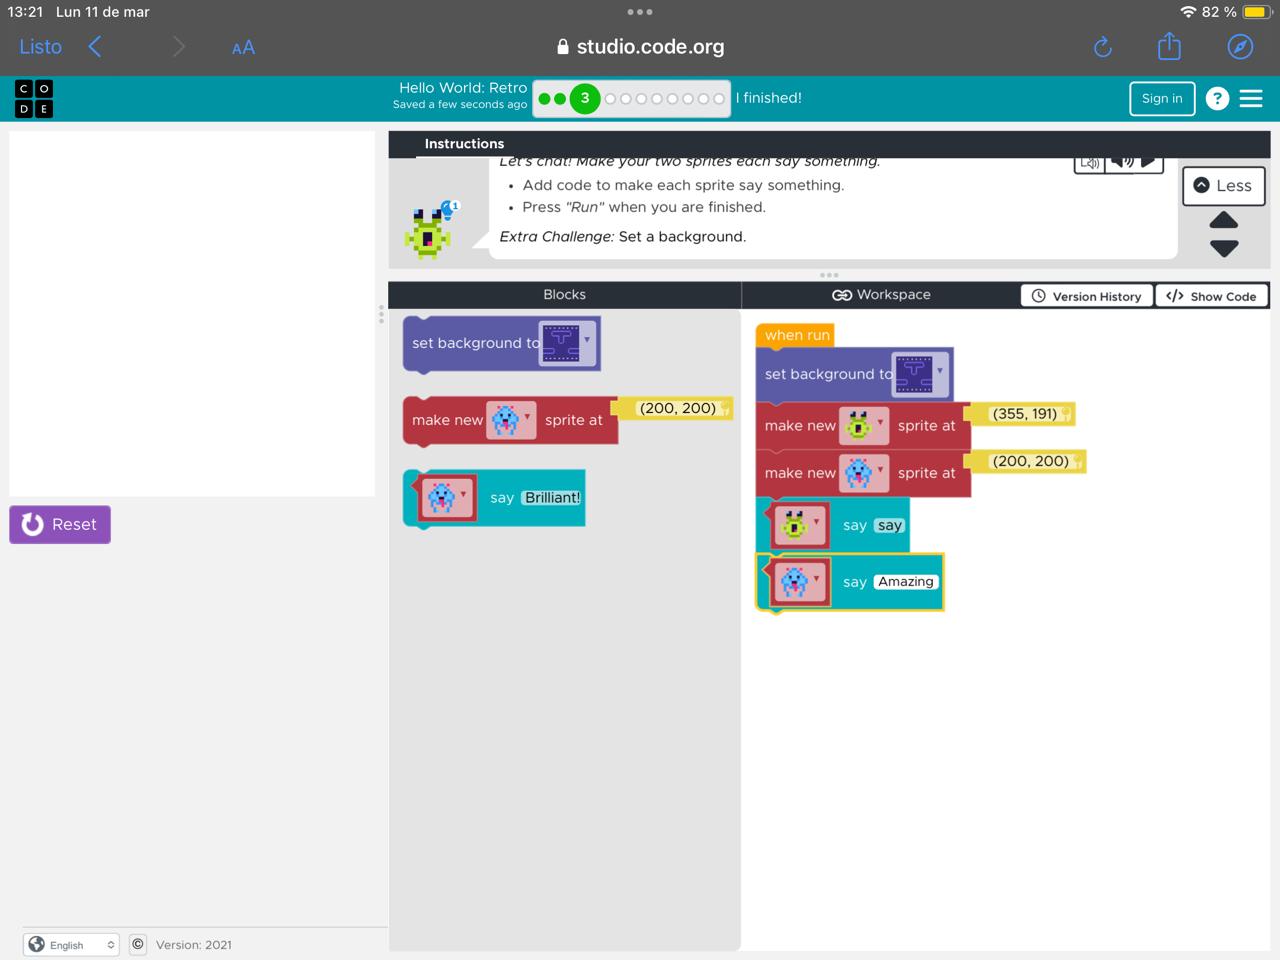 13:21 Lun 11 de mar
82 %
Listo
AA
studio.code.org
C O
D E
Hello World: Retro
Saved a few seconds ago
3
I finished!
Sign in
?
Instructions
Let's chat! Make your two sprites each say something.
• Add code to make each sprite say something.
• Press "Run" when you are finished.
Extra Challenge: Set a background.
1
Less
Blocks
Workspace
Version History
</> Show Code
set background to
make new sprite at (200, 200)
say Brilliant!
when run
set background to
make new sprite at (355, 191)
make new sprite at (200, 200)
say say
say Amazing
Reset
English
© Version: 2021